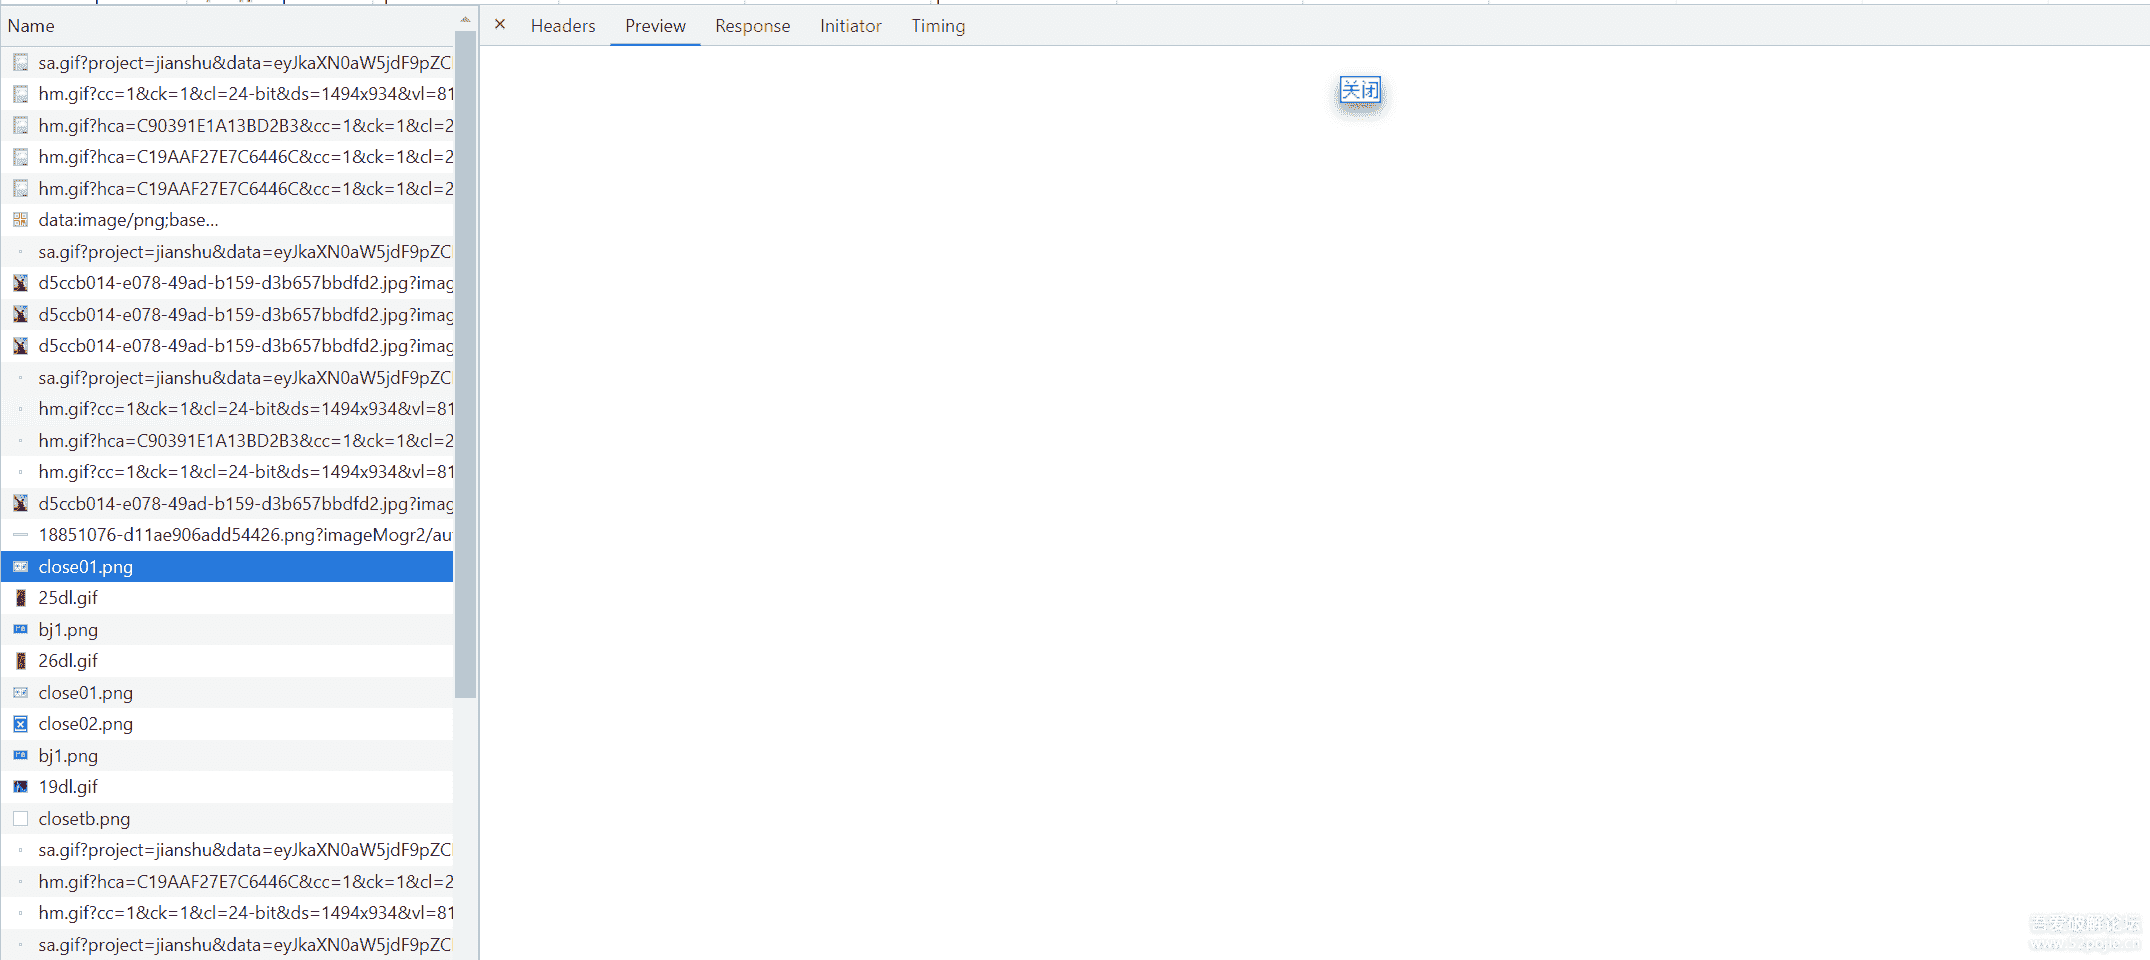 Name
Headers Preview Response Initiator Timing
sa.gif?project=jianshu&data=eyJkaXN0aW5jdF9pZC
hm.gif?cc=1&ck=1&cl=24-bit&ds=1494x934&vl=81
hm.gif?hca=C90391E1A13BD2B3&cc=1&ck=1&cl=2
hm.gif?hca=C19AAF27E7C6446C&cc=1&ck=1&cl=2
hm.gif?hca=C19AAF27E7C6446C&cc=1&ck=1&cl=2
data:image/png;base...
sa.gif?project=jianshu&data=eyJkaXN0aW5jdF9pZC
d5ccb014-e078-49ad-b159-d3b657bbdfd2.jpg?imag
d5ccb014-e078-49ad-b159-d3b657bbdfd2.jpg?imag
d5ccb014-e078-49ad-b159-d3b657bbdfd2.jpg?imag
sa.gif?project=jianshu&data=eyJkaXN0aW5jdF9pZC
hm.gif?cc=1&ck=1&cl=24-bit&ds=1494x934&vl=81
hm.gif?hca=C90391E1A13BD2B3&cc=1&ck=1&cl=2
hm.gif?cc=1&ck=1&cl=24-bit&ds=1494x934&vl=81
d5ccb014-e078-49ad-b159-d3b657bbdfd2.jpg?imag
18851076-d11ae906add54426.png?imageMogr2/au
close01.png
25dl.gif
bj1.png
26dl.gif
close01.png
close02.png
bj1.png
19dl.gif
closetb.png
sa.gif?project=jianshu&data=eyJkaXN0aW5jdF9pZC
hm.gif?hca=C19AAF27E7C6446C&cc=1&ck=1&cl=2
hm.gif?cc=1&ck=1&cl=24-bit&ds=1494x934&vl=81
sa.gif?project=jianshu&data=eyJkaXN0aW5jdF9pZC
关闭
吾爱破解论坛
www.52pojie.cn